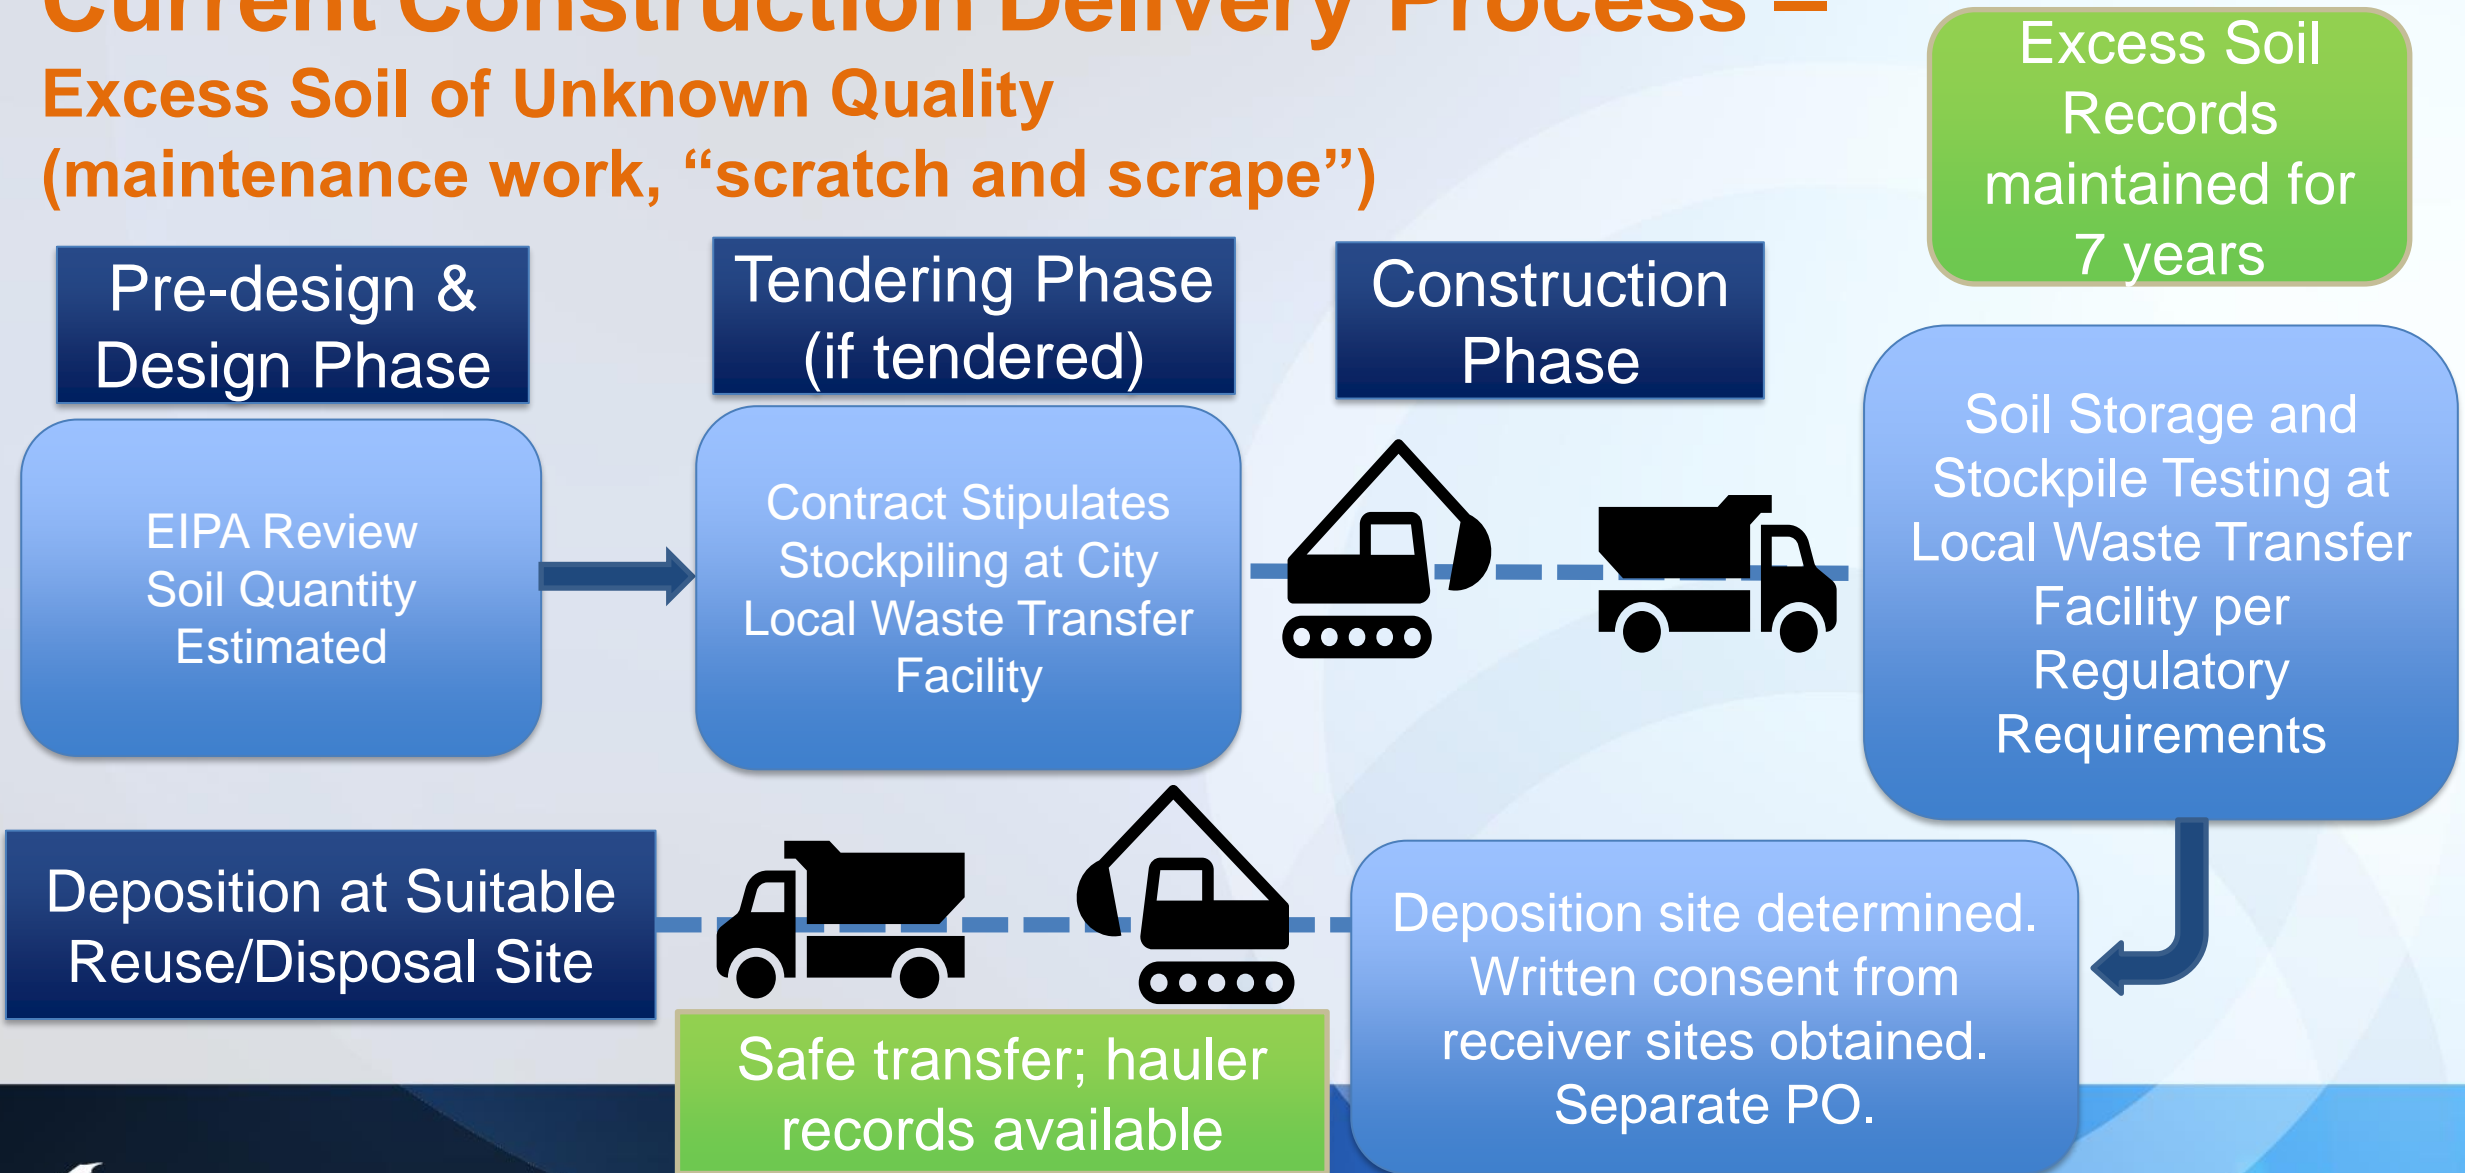 Current Construction Delivery Process –
Excess Soil of Unknown Quality
(maintenance work, “scratch and scrape”)
Excess Soil
Records
maintained for
7 years
Pre-design &
Design Phase
Tendering Phase
(if tendered)
Construction
Phase
EIPA Review
Soil Quantity
Estimated
Contract Stipulates
Stockpiling at City
Local Waste Transfer
Facility
Soil Storage and
Stockpile Testing at
Local Waste Transfer
Facility per
Regulatory
Requirements
Deposition at Suitable
Reuse/Disposal Site
Safe transfer; hauler
records available
Deposition site determined.
Written consent from
receiver sites obtained.
Separate PO.